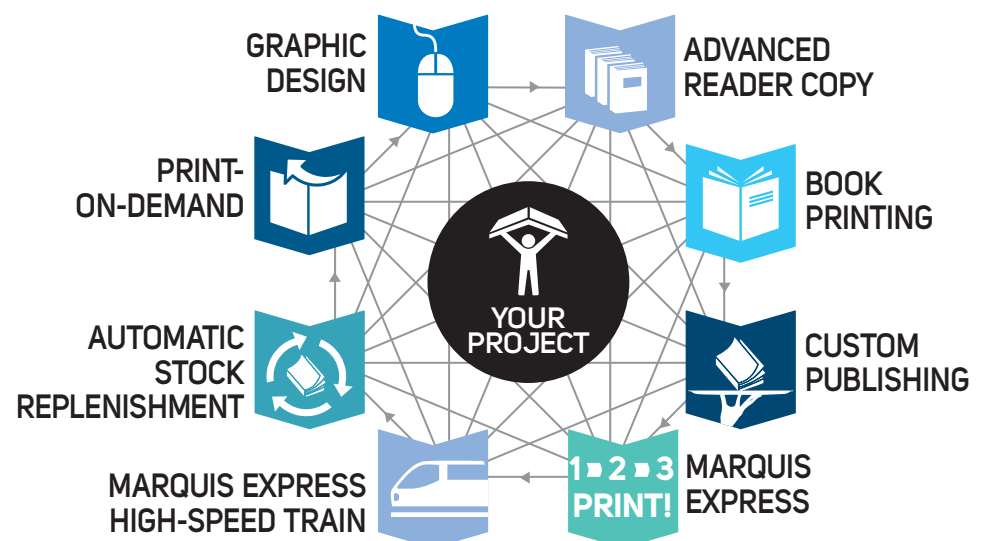 GRAPHIC
DESIGN
ADVANCED
READER COPY
PRINT-
ON-DEMAND
BOOK
PRINTING
YOUR
PROJECT
AUTOMATIC
STOCK
REPLENISHMENT
CUSTOM
PUBLISHING
MARQUIS EXPRESS
HIGH-SPEED TRAIN
1 2 3
PRINT!
MARQUIS
EXPRESS